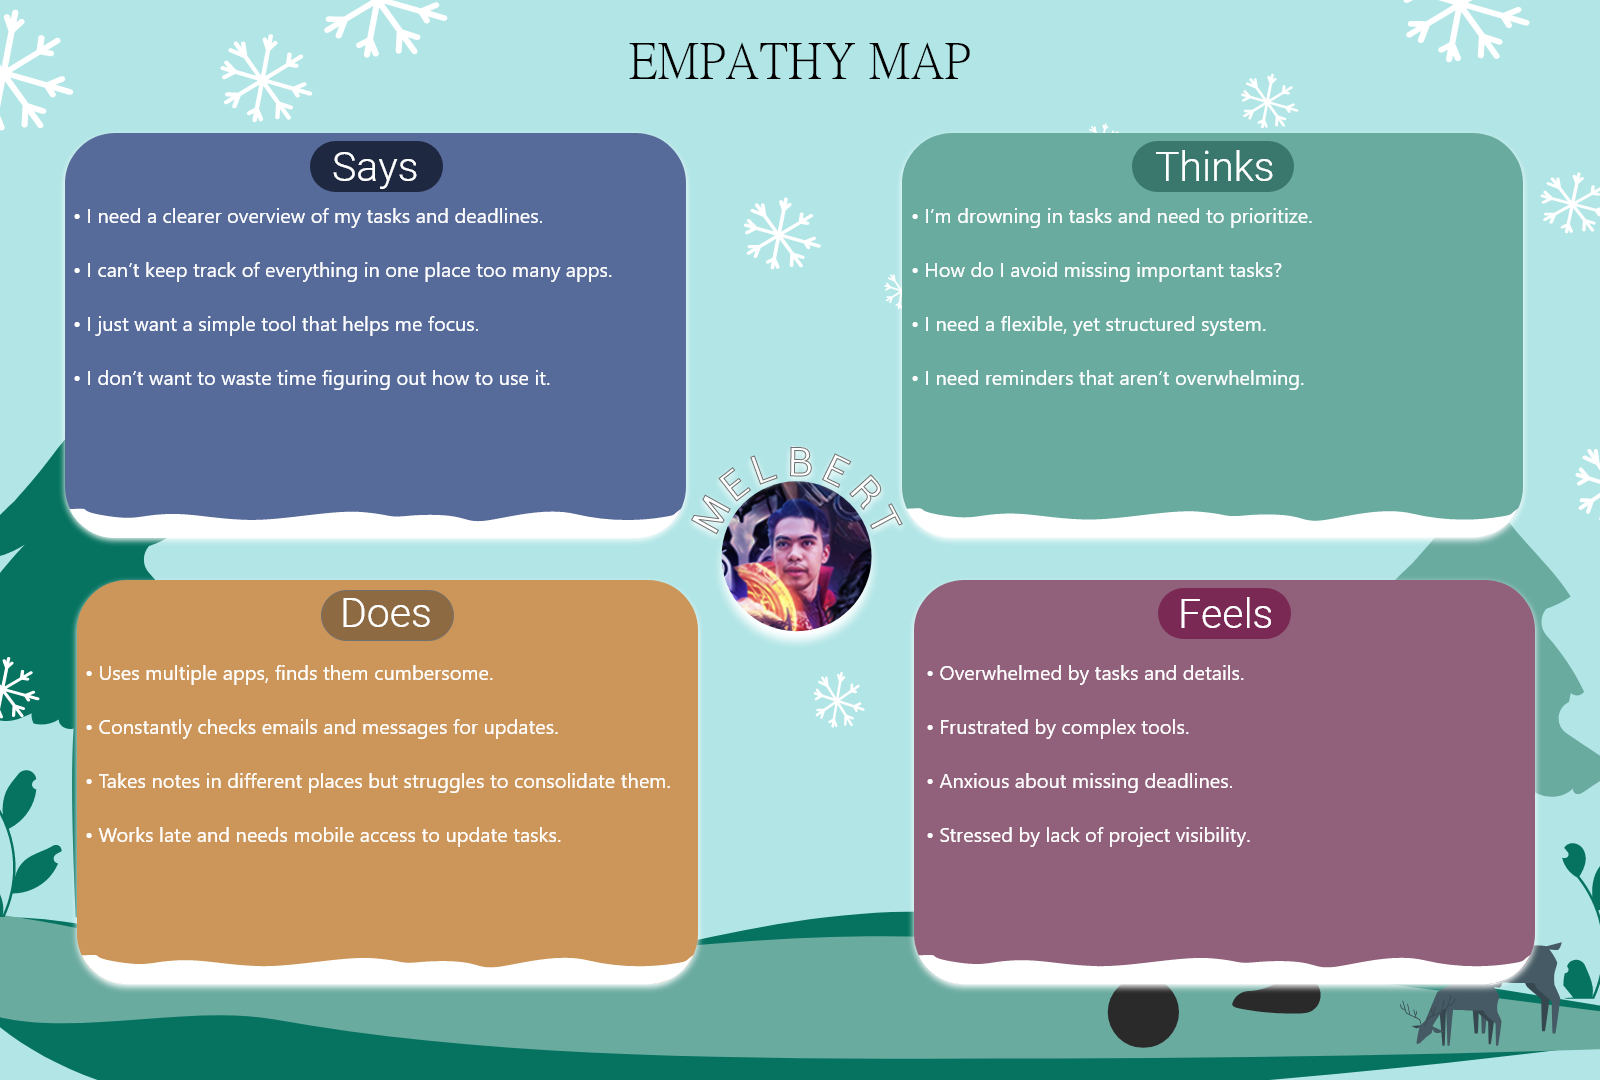 EMPATHY MAP
Says
• I need a clearer overview of my tasks and deadlines.
• I can’t keep track of everything in one place too many apps.
• I just want a simple tool that helps me focus.
• I don’t want to waste time figuring out how to use it.
Thinks
• I’m drowning in tasks and need to prioritize.
• How do I avoid missing important tasks?
• I need a flexible, yet structured system.
• I need reminders that aren’t overwhelming.
MELBERT
Does
• Uses multiple apps, finds them cumbersome.
• Constantly checks emails and messages for updates.
• Takes notes in different places but struggles to consolidate them.
• Works late and needs mobile access to update tasks.
Feels
• Overwhelmed by tasks and details.
• Frustrated by complex tools.
• Anxious about missing deadlines.
• Stressed by lack of project visibility.